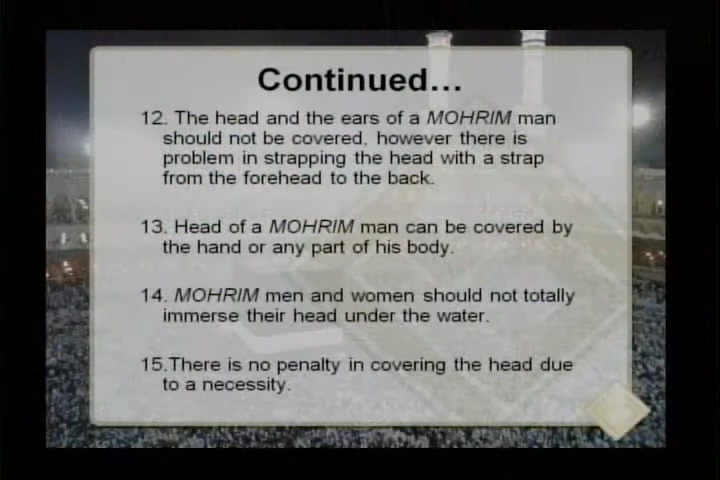 Continued...
12. The head and the ears of a MOHRIM man
should not be covered, however there is
problem in strapping the head with a strap
from the forehead to the back.
13. Head of a MOHRIM man can be covered by
the hand or any part of his body.
14. MOHRIM men and women should not totally
immerse their head under the water.
15.There is no penalty in covering the head due
to a necessity.